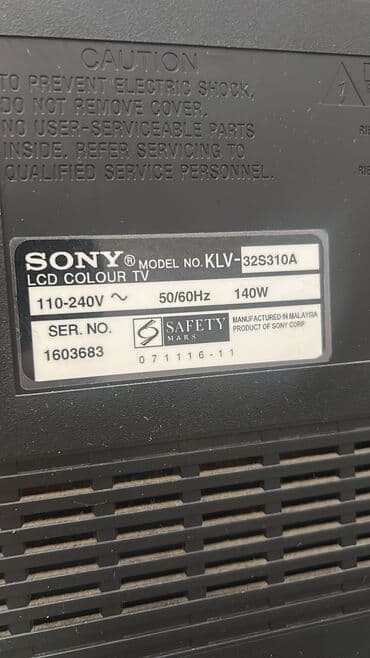 CAUTION
TO PREVENT ELECTRIC SHOCK,
DO NOT REMOVE COVER.
NO USER-SERVICEABLE PARTS
INSIDE. REFER SERVICING TO
QUALIFIED SERVICE PERSONNEL.
SONY® MODEL NO. KLV-32S310A
LCD COLOUR TV
110-240V ~ 50/60Hz 140W
SER. NO.
1603683
SAFETY
MARS
071116-11
MANUFACTURED IN MALAYSIA
PRODUCT OF SONY CORP